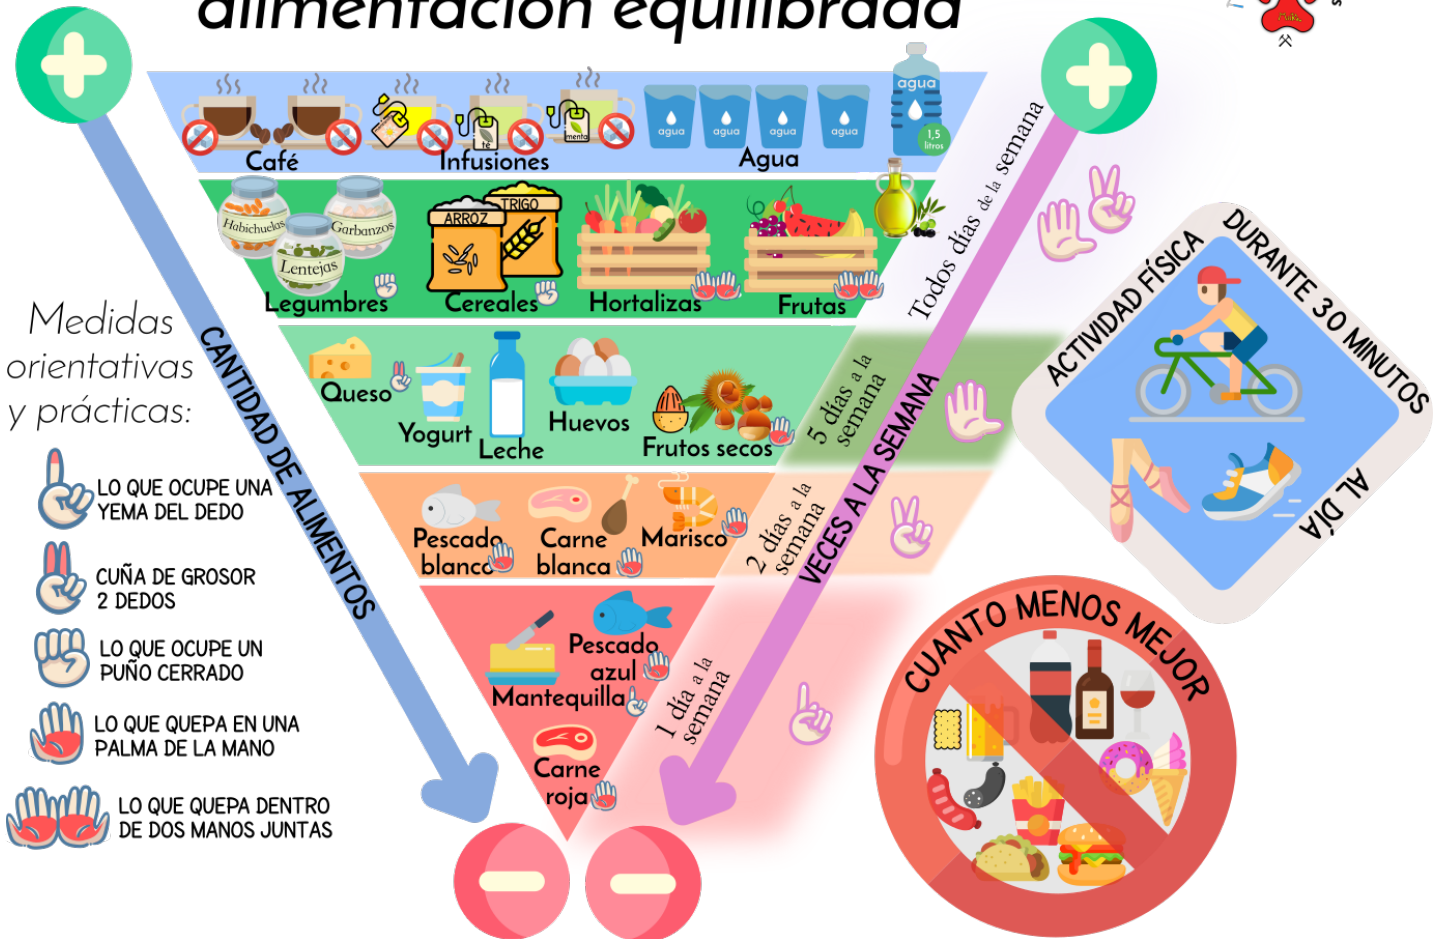 alimentación equilibrada
té
menta
agua
agua
agua
agua
agua
1,5
litros
Café
Infusiones
Agua
Habichuelas
Garbanzos
Lentejas
ARROZ
TRIGO
Legumbres
Cereales
Hortalizas
Frutas
Todos días de la semana
Queso
Yogurt
Leche
Huevos
Frutos secos
5 días a la
semana
Pescado
blanco
Carne
blanca
Marisco
2 días a la
semana
Pescado
azul
Mantequilla
Carne
roja
1 día a la
semana
CANTIDAD DE ALIMENTOS
VECES A LA SEMANA
Medidas
orientativas
y prácticas:
LO QUE OCUPE UNA
YEMA DEL DEDO
CUÑA DE GROSOR
2 DEDOS
LO QUE OCUPE UN
PUÑO CERRADO
LO QUE QUEPA EN UNA
PALMA DE LA MANO
LO QUE QUEPA DENTRO
DE DOS MANOS JUNTAS
ACTIVIDAD FÍSICA
DURANTE 30 MINUTOS
AL DÍA
CUANTO MENOS MEJOR